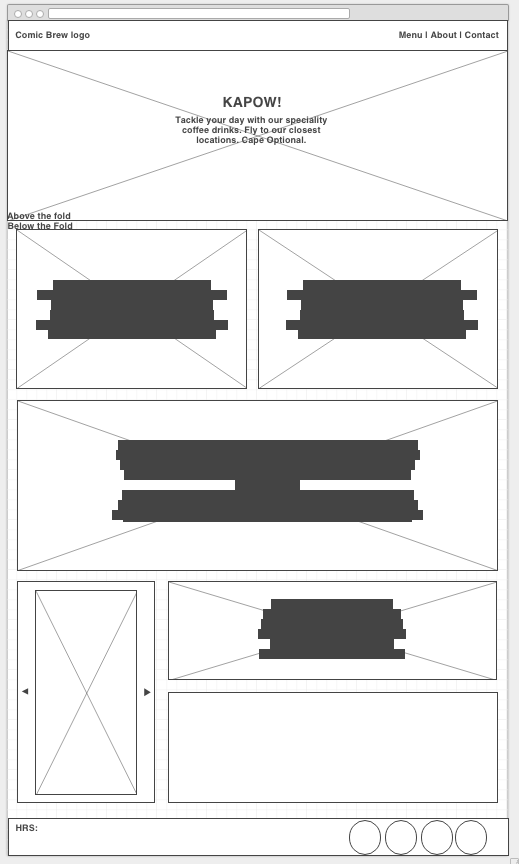 Comic Brew logo
Menu | About | Contact
KAPOW!
Tackle your day with our speciality
coffee drinks. Fly to our closest
locations. Cape Optional.
Above the fold
Below the Fold
HRS: